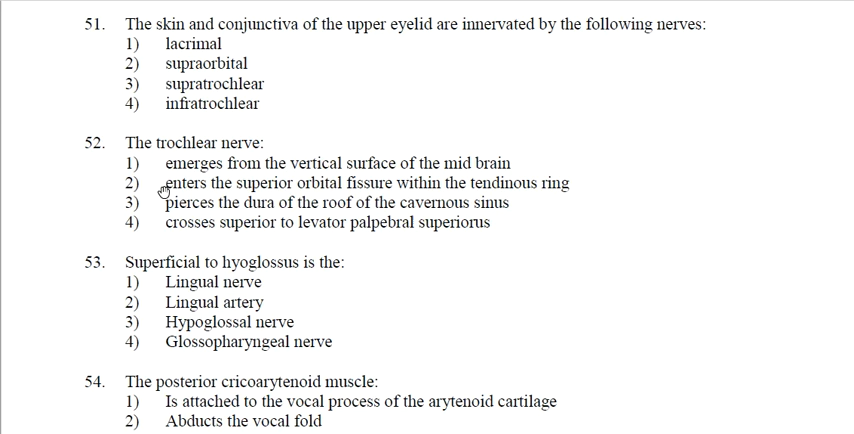 51. The skin and conjunctiva of the upper eyelid are innervated by the following nerves:
1) lacrimal
2) supraorbital
3) supratrochlear
4) infratrochlear
52. The trochlear nerve:
1) emerges from the vertical surface of the mid brain
2) enters the superior orbital fissure within the tendinous ring
3) pierces the dura of the roof of the cavernous sinus
4) crosses superior to levator palpebral superiorus
53. Superficial to hyoglossus is the:
1) Lingual nerve
2) Lingual artery
3) Hypoglossal nerve
4) Glossopharyngeal nerve
54. The posterior cricoarytenoid muscle:
1) Is attached to the vocal process of the arytenoid cartilage
2) Abducts the vocal fold